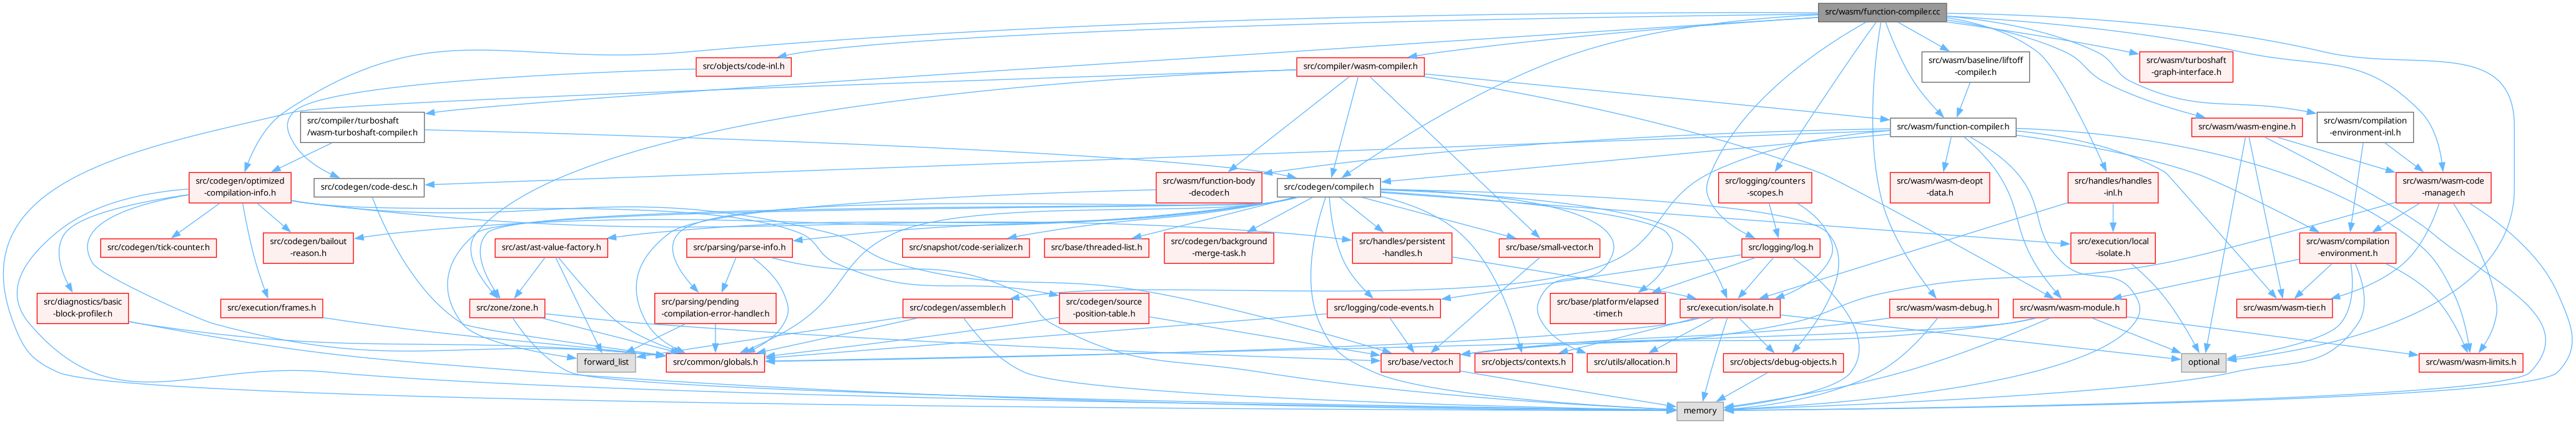 src/wasm/function-compiler.cc
src/objects/code-inl.h
src/compiler/wasm-compiler.h
src/wasm/baseline/liftoff
-compiler.h
src/wasm/turboshaft
-graph-interface.h
src/compiler/turboshaft
/wasm-turboshaft-compiler.h
src/wasm/function-compiler.h
src/wasm/wasm-engine.h
src/wasm/compilation
-environment-inl.h
src/codegen/optimized
-compilation-info.h
src/codegen/code-desc.h
src/wasm/function-body
-decoder.h
src/codegen/compiler.h
src/logging/counters
-scopes.h
src/wasm/wasm-deopt
-data.h
src/handles/handles
-inl.h
src/wasm/wasm-code
-manager.h
src/codegen/tick-counter.h
src/codegen/bailout
-reason.h
src/ast/ast-value-factory.h
src/parsing/parse-info.h
src/snapshot/code-serializer.h
src/base/threaded-list.h
src/codegen/background
-merge-task.h
src/handles/persistent
-handles.h
src/base/small-vector.h
src/logging/log.h
src/execution/local
-isolate.h
src/wasm/compilation
-environment.h
src/diagnostics/basic
-block-profiler.h
src/execution/frames.h
src/zone/zone.h
src/parsing/pending
-compilation-error-handler.h
src/codegen/assembler.h
src/codegen/source
-position-table.h
src/logging/code-events.h
src/base/platform/elapsed
-timer.h
src/execution/isolate.h
src/wasm/wasm-debug.h
src/wasm/wasm-module.h
src/wasm/wasm-tier.h
forward_list
src/common/globals.h
src/base/vector.h
src/objects/contexts.h
src/utils/allocation.h
src/objects/debug-objects.h
optional
src/wasm/wasm-limits.h
memory